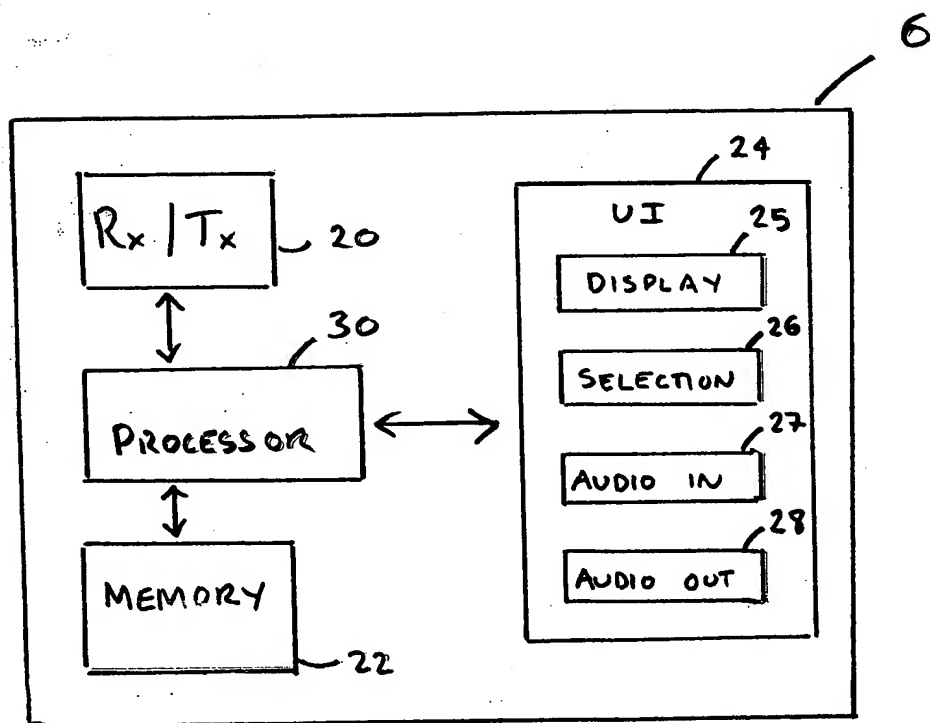 6
Rx / Tx
20
30
PROCESSOR
MEMORY
22
24
UI
25
DISPLAY
26
SELECTION
27
AUDIO IN
28
AUDIO OUT